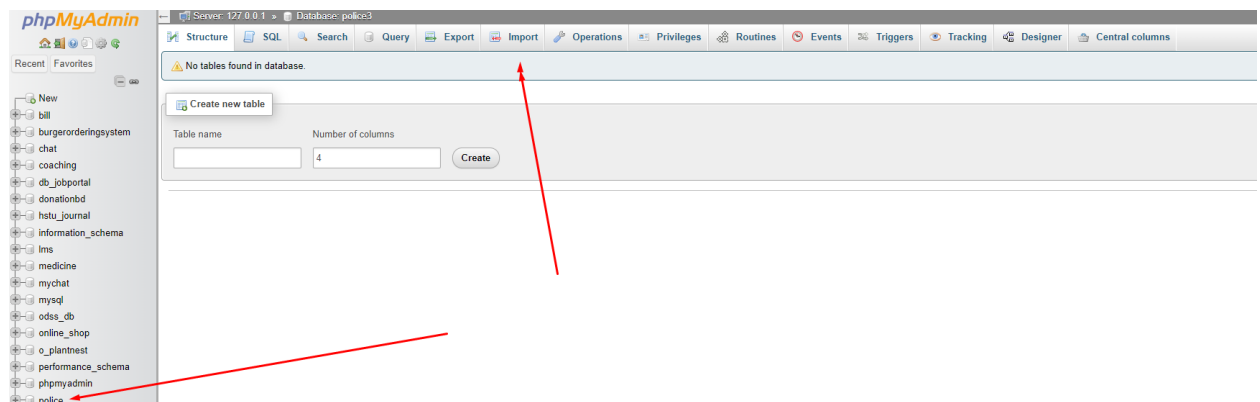 phpMyAdmin
Recent Favorites
New
bill
burgerorderingsystem
chat
coaching
db_jobportal
donationbd
hstu_journal
information_schema
lms
medicine
mychat
mysql
odss_db
online_shop
o_plantnest
performance_schema
phpmyadmin
police
Server: 127.0.0.1 » Database: police3
Structure SQL Search Query Export Import Operations Privileges Routines Events Triggers Tracking Designer Central columns
No tables found in database.
Create new table
Table name Number of columns
4 Create